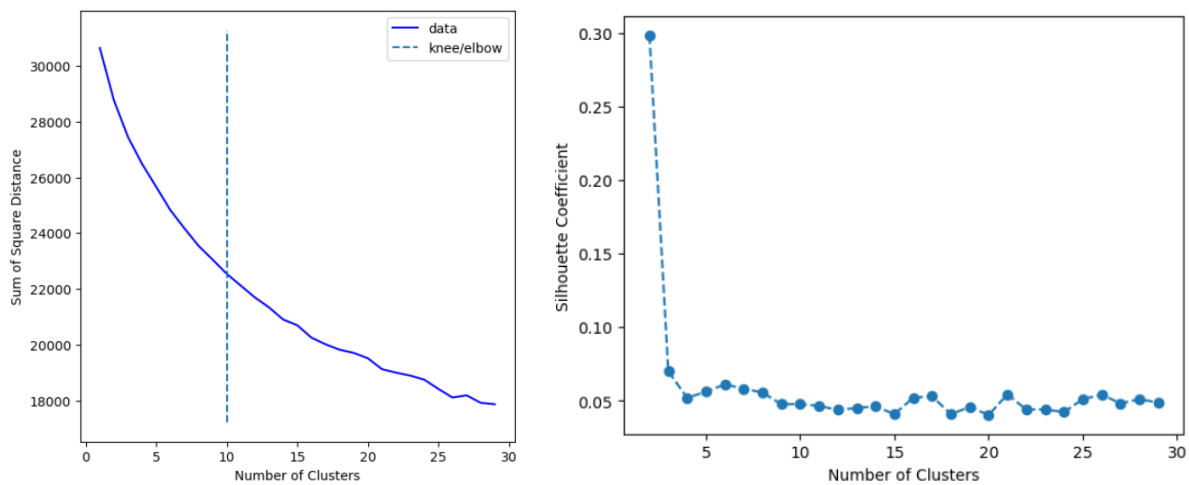 data
knee/elbow
30000
28000
26000
24000
22000
20000
18000
Sum of Square Distance
0 5 10 15 20 25 30
Number of Clusters
0.30
0.25
0.20
0.15
0.10
0.05
Silhouette Coefficient
5 10 15 20 25 30
Number of Clusters